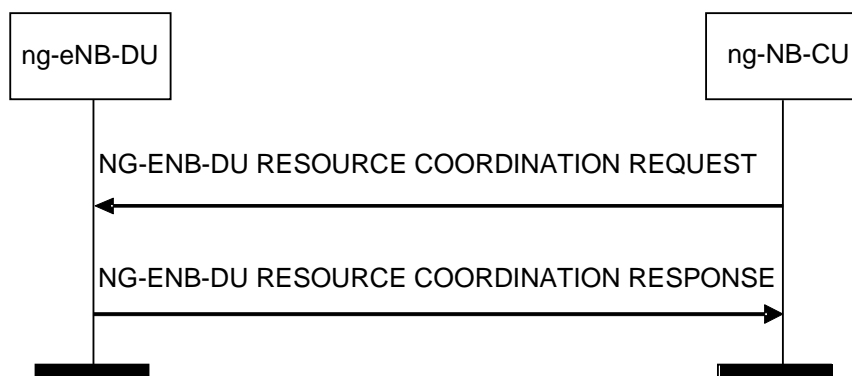 ng-eNB-DU
ng-NB-CU
NG-ENB-DU RESOURCE COORDINATION REQUEST
NG-ENB-DU RESOURCE COORDINATION RESPONSE